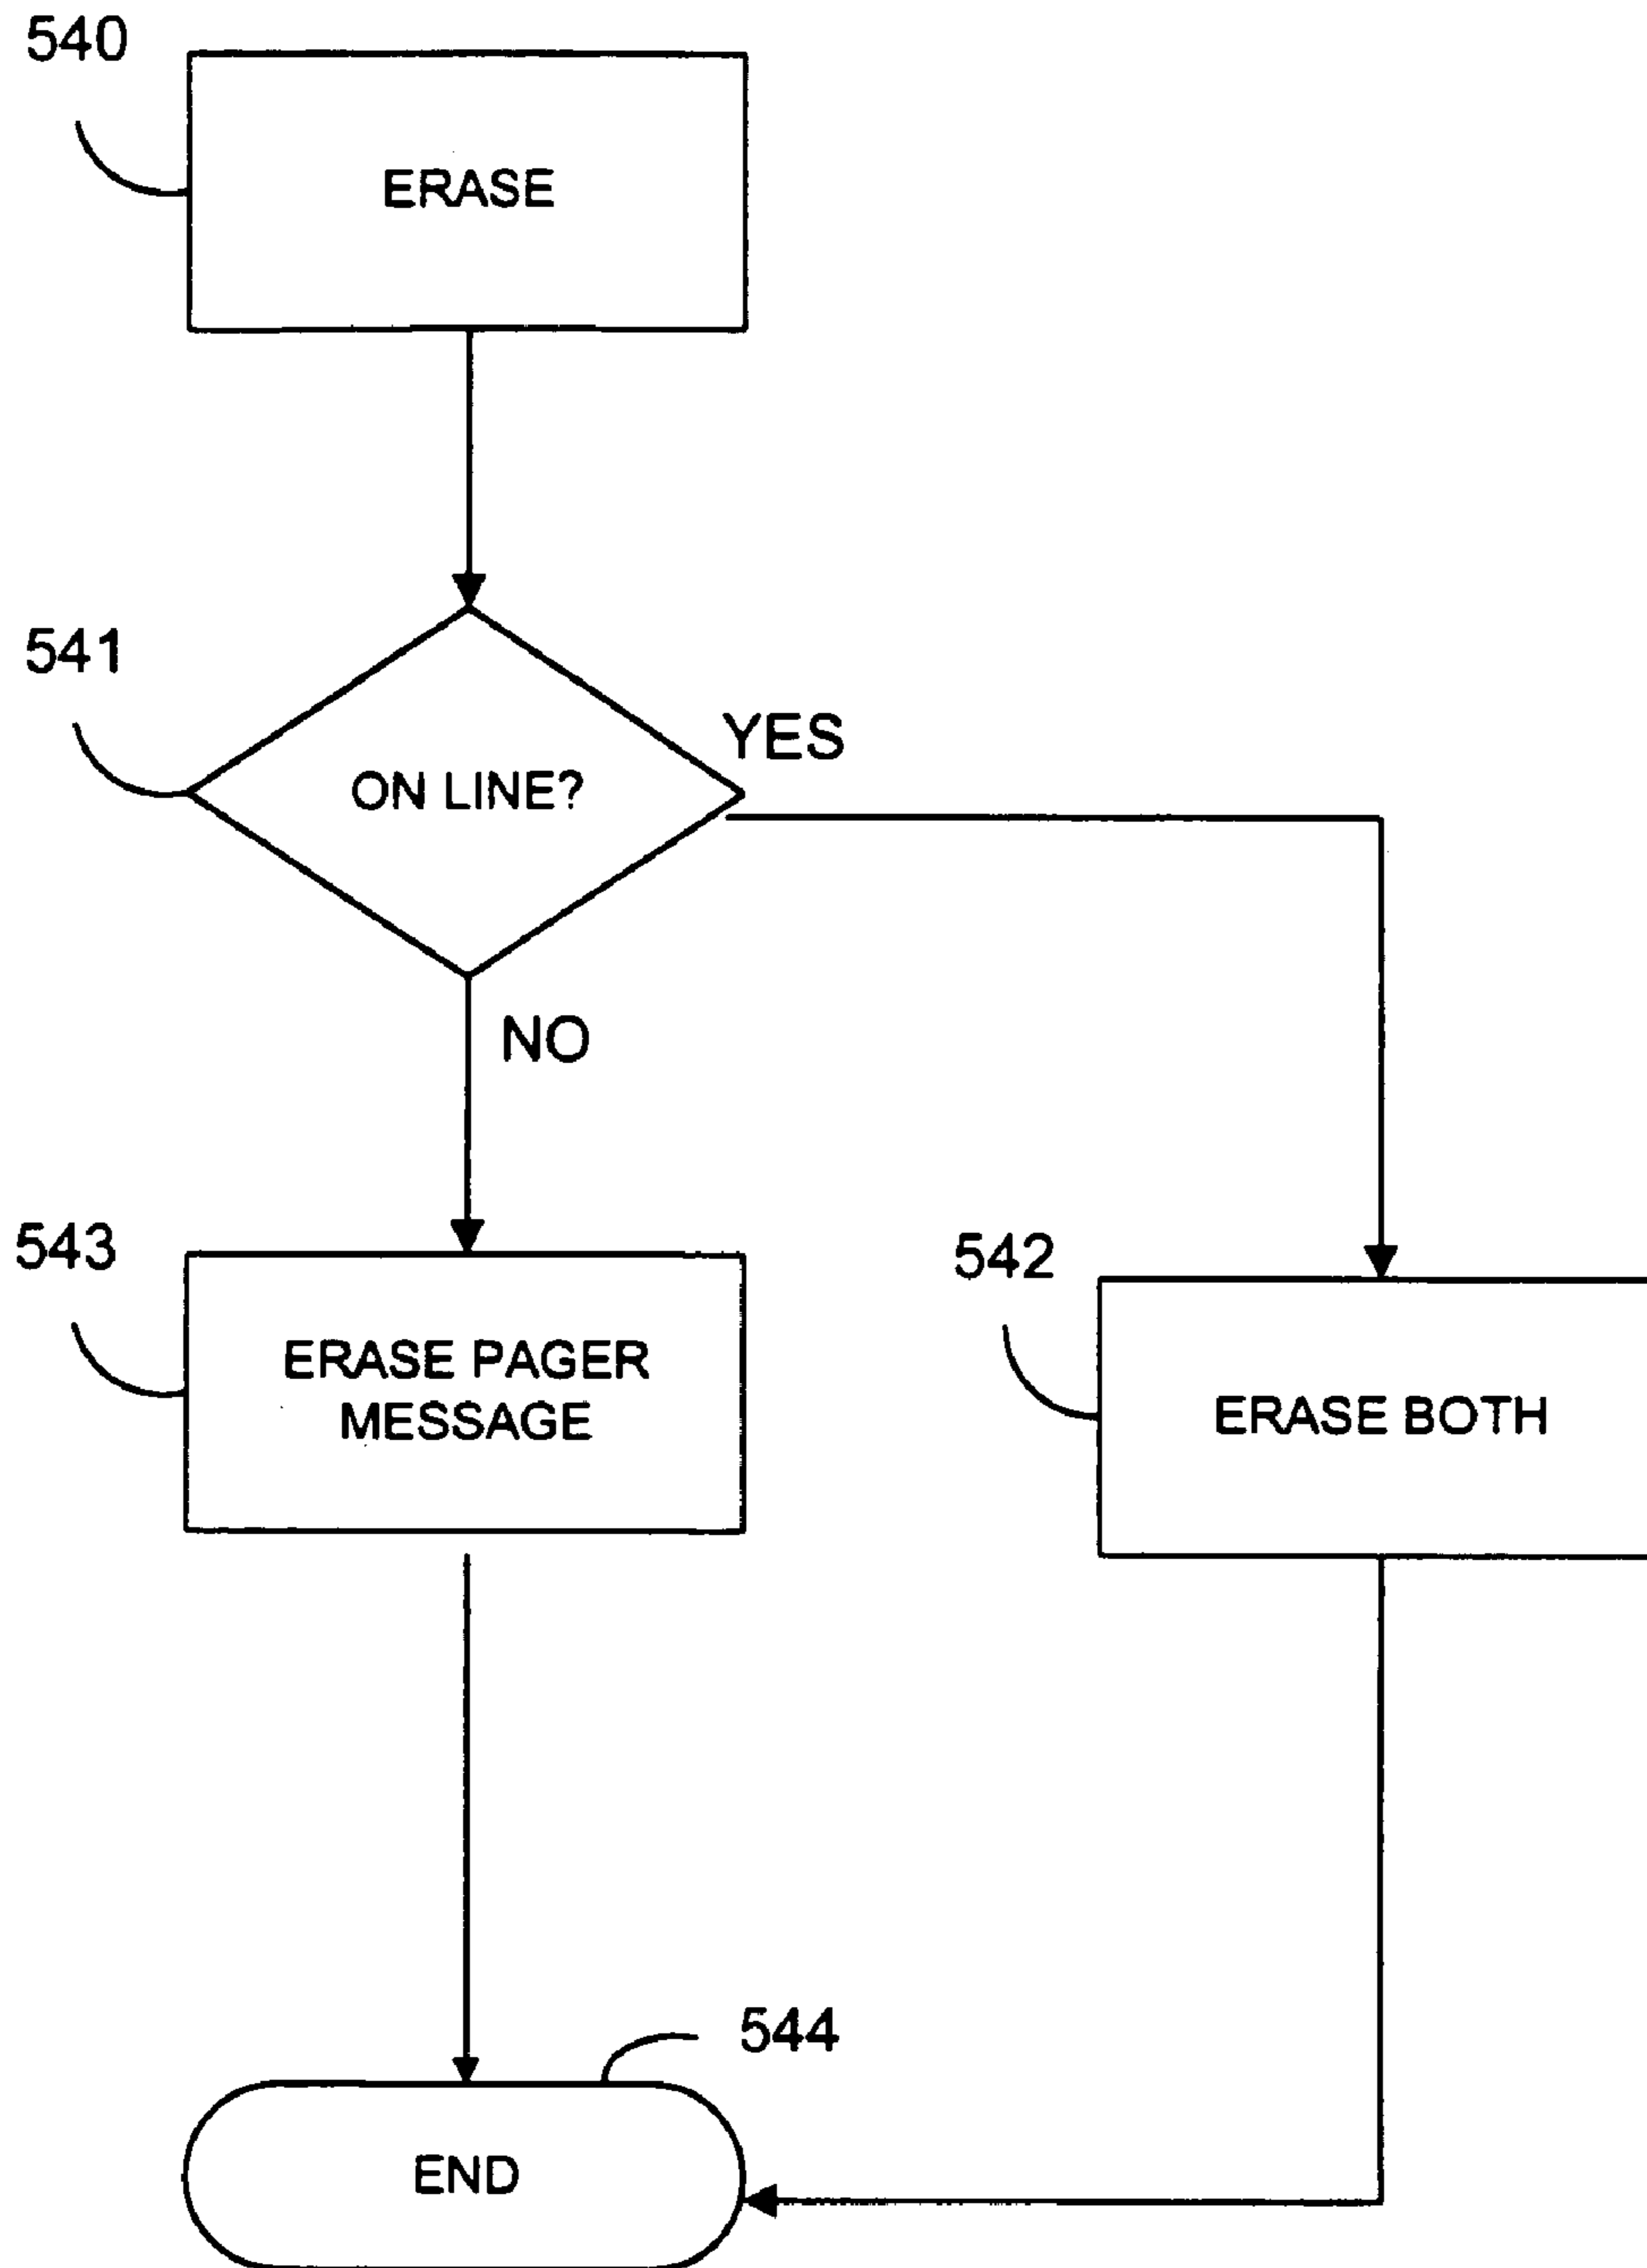 540
ERASE
541
YES
ON LINE?
NO
543
542
ERASE PAGER
MESSAGE
ERASE BOTH
544
END